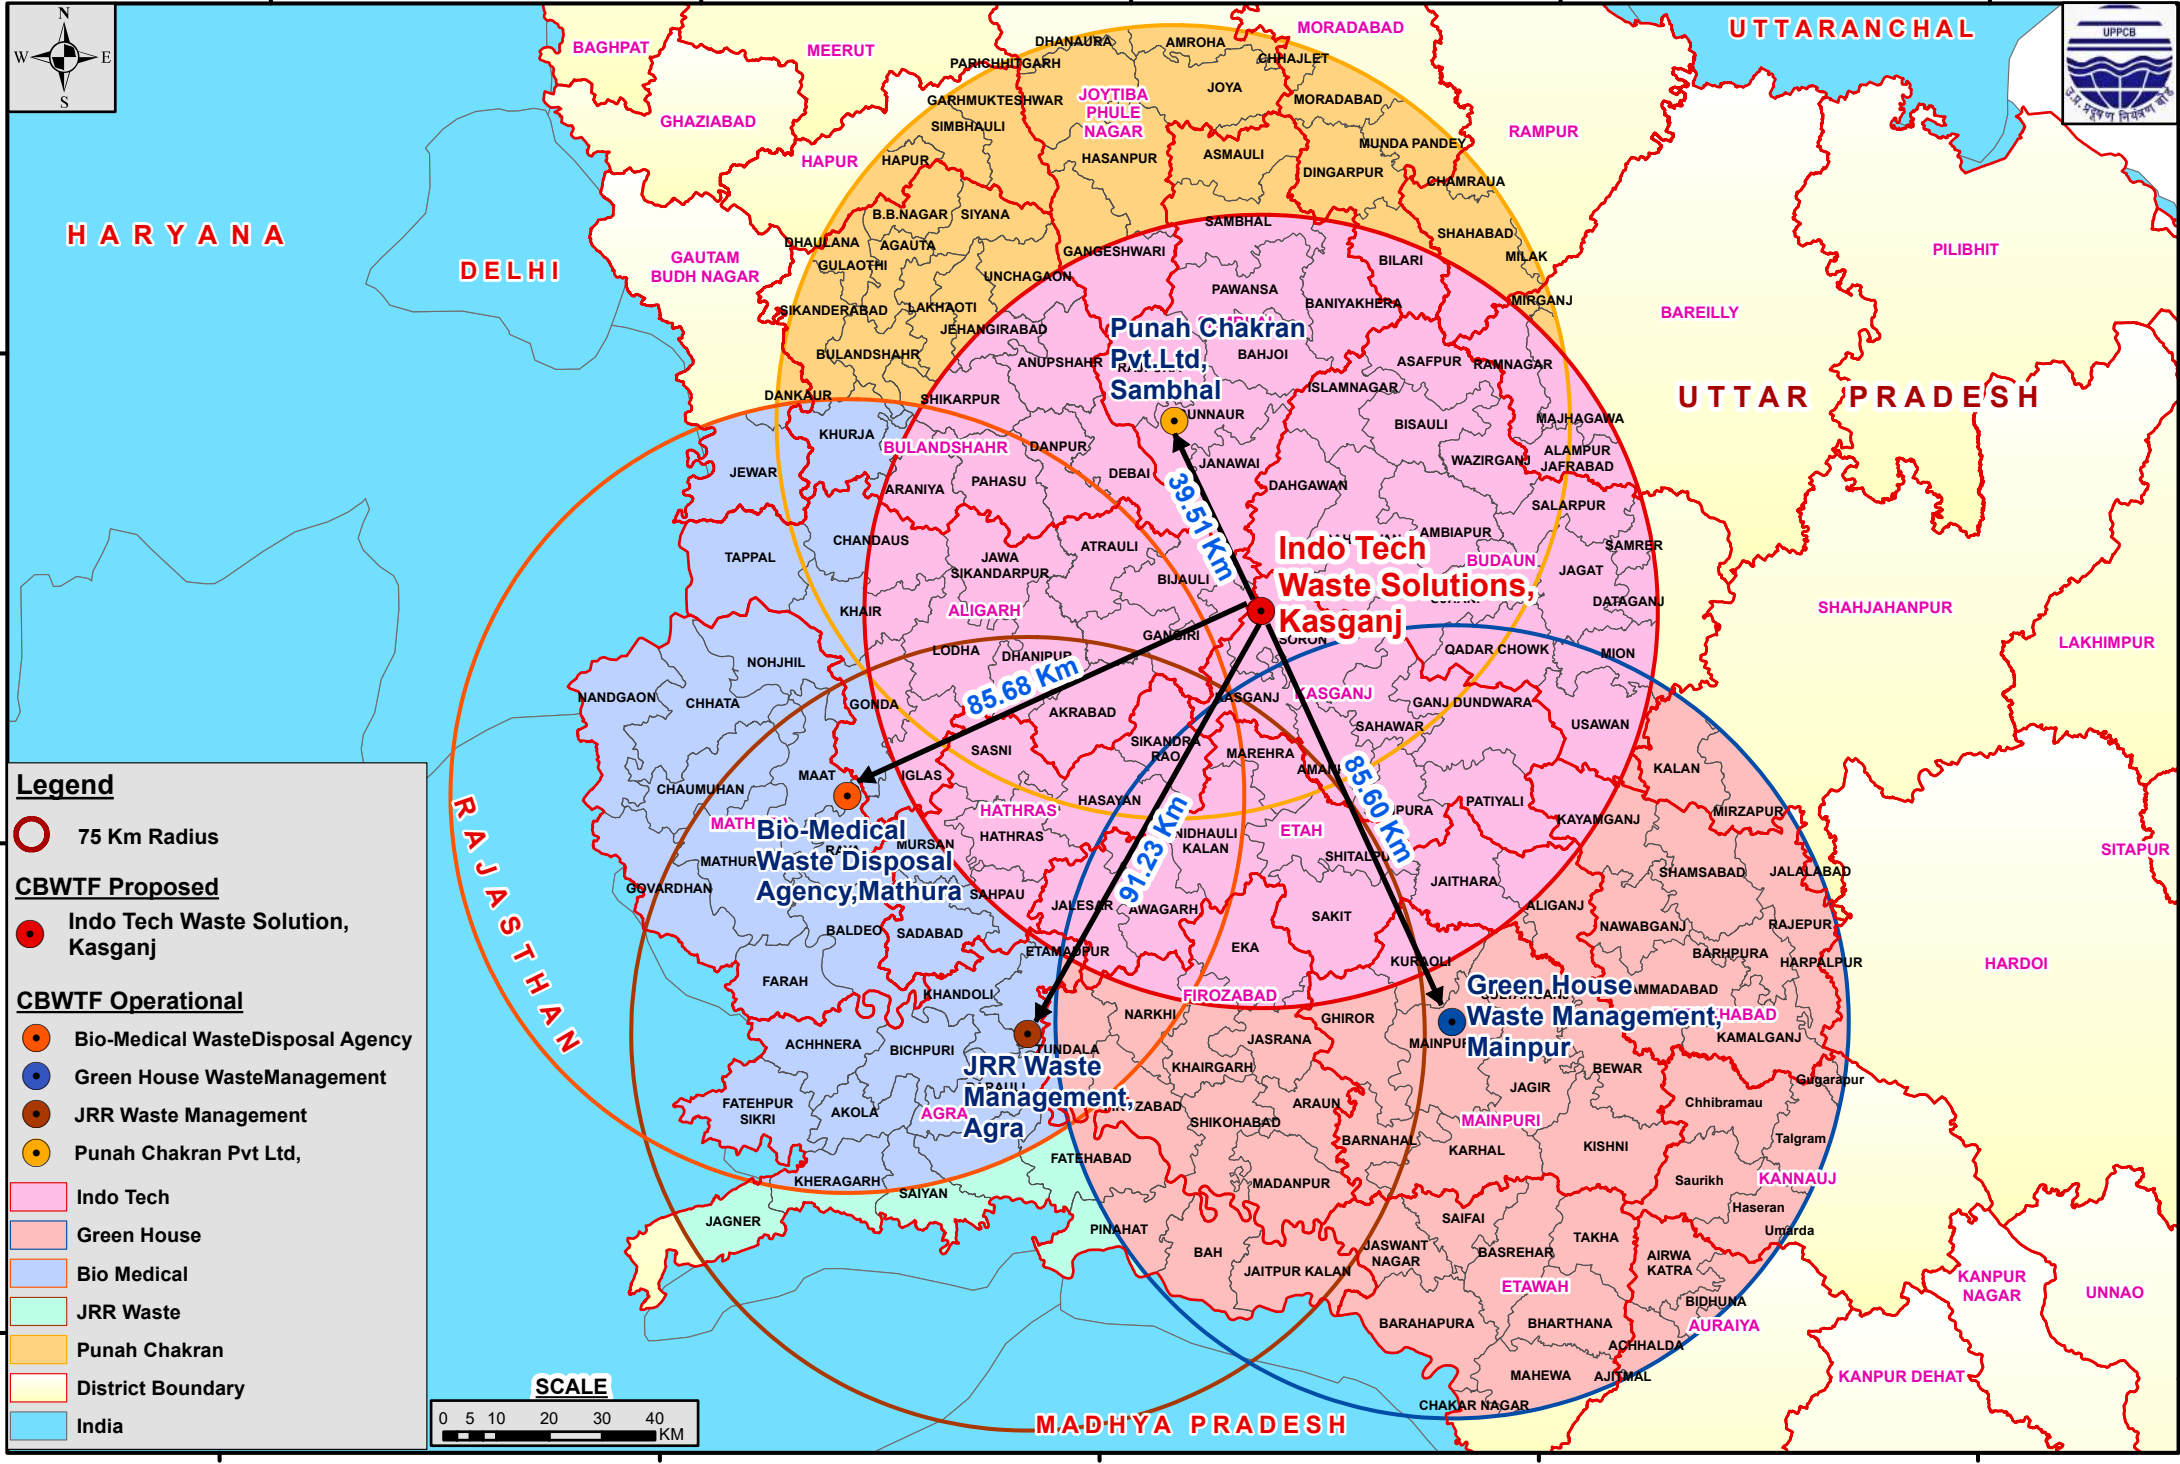 N
W E
S
UPPCB
उ.प्र. प्रदूषण नियंत्रण बोर्ड
UTTARANCHAL
HARYANA
DELHI
UTTAR PRADESH
RAJASTHAN
MADHYA PRADESH
BAGHPAT
MEERUT
MORADABAD
GHAZIABAD
HAPUR
JOYTIBA
PHULE
NAGAR
RAMPUR
PILIBHIT
GAUTAM
BUDH NAGAR
BAREILLY
SHAHJAHANPUR
LAKHIMPUR
SITAPUR
HARDOI
BULANDSHAHR
ALIGARH
BUDAUN
KASGANJ
HATHRAS
ETAH
FIROZABAD
AGRA
MAINPURI
KANNAUJ
ETAWAH
AURAIYA
KANPUR
NAGAR
UNNAO
KANPUR DEHAT
DHANAURA
AMROHA
PARICHHITGARH
CHHAJLET
GARHMUKTESHWAR
JOYA
MORADABAD
SIMBHAULI
HAPUR
HASANPUR
ASMAULI
MUNDA PANDEY
DINGARPUR
CHAMRAUA
B.B.NAGAR
SIYANA
SAMBHAL
SHAHABAD
DHAULANA
AGAUTA
GANGESHWARI
BILARI
MILAK
GULAOTHI
UNCHAGAON
PAWANSA
BANIYAKHERA
MIRGANJ
SIKANDERABAD
LAKHAOTI
JEHANGIRABAD
BULANDSHAHR
ANUPSHAHR
BAHJOI
ASAFPUR
RAMNAGAR
DANKAUR
SHIKARPUR
ISLAMNAGAR
Punah Chakran
Pvt.Ltd,
Sambhal
BISAULI
MAJHAGAWA
KHURJA
DANPUR
JANAWAI
WAZIRGANJ
ALAMPUR
JAFRABAD
JEWAR
ARANIYA
PAHASU
DEBAI
DAHGAWAN
SALARPUR
39.51 Km
TAPPAL
CHANDAUS
JAWA
SIKANDARPUR
ATRAULI
AMBIAPUR
SAMRER
BIJAULI
JAGAT
Indo Tech
Waste Solutions,
Kasganj
KHAIR
DATAGANJ
GANGIRI
SORON
LODHA
DHANIPUR
QADAR CHOWK
MION
NOHJHIL
85.68 Km
NANDGAON
CHHATA
GONDA
AKRABAD
KASGANJ
GANJ DUNDWARA
SAHAWAR
USAWAN
SASNI
SIKANDRA
RAO
MAREHRA
KALAN
MAAT
IGLAS
CHAUMUHAN
HASAYAN
85.60 Km
PATIYALI
KAYAMGANJ
MIRZAPUR
Bio-Medical
Waste Disposal
Agency,Mathura
MURSAN
HATHRAS
91.23 Km
NIDHAULI
KALAN
GOVARDHAN
SAHPAU
JALESAR
JAITHARA
SHAMSABAD
JALALABAD
BALDEO
SADABAD
AWAGARH
SAKIT
ALIGANJ
NAWABGANJ
RAJEPUR
ETAMADPUR
EKA
KURAOLI
BARHPURA
HARPALPUR
FARAH
KHANDOLI
Green House
Waste Management,
Mainpur
NARKHI
GHIROR
KAMALGANJ
ACHHNERA
BICHPURI
TUNDALA
JASRANA
JRR Waste
Management,
Agra
KHAIRGARH
BEWAR
JAGIR
Gugarapur
FATEHPUR
SIKRI
AKOLA
ARAUN
SHIKOHABAD
Chhibramau
BARNAHAL
KARHAL
KISHNI
Talgram
FATEHABAD
KHERAGARH
SAIYAN
MADANPUR
Saurikh
Haseran
JAGNER
PINAHAT
BAH
SAIFAI
TAKHA
Umarda
JASWANT
NAGAR
BASREHAR
AIRWA
KATRA
JAITPUR KALAN
BIDHUNA
BARAHAPURA
BHARTHANA
ACHHALDA
MAHEWA
AJITMAL
CHAKAR NAGAR
Legend
75 Km Radius
CBWTF Proposed
Indo Tech Waste Solution,
Kasganj
CBWTF Operational
Bio-Medical WasteDisposal Agency
Green House WasteManagement
JRR Waste Management
Punah Chakran Pvt Ltd,
Indo Tech
Green House
Bio Medical
JRR Waste
Punah Chakran
District Boundary
India
SCALE
0 5 10 20 30 40
KM